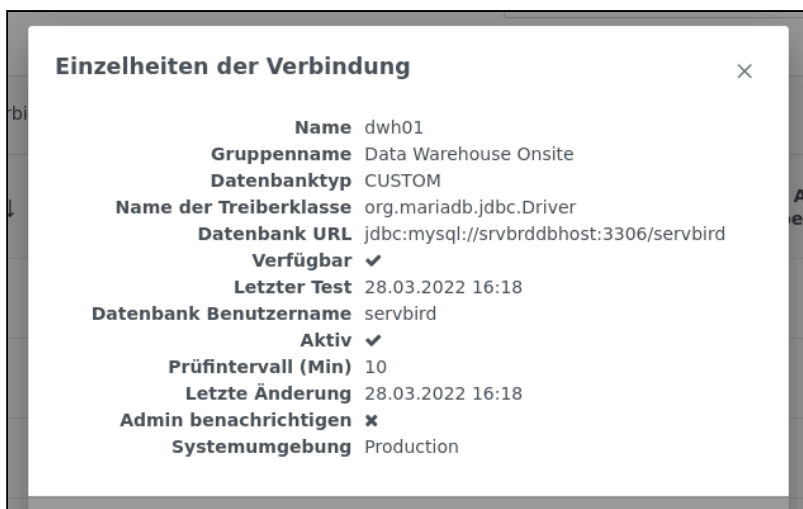 Einzelheiten der Verbindung
Name dwh01
Gruppenname Data Warehouse Onsite
Datenbanktyp CUSTOM
Name der Treiberklasse org.mariadb.jdbc.Driver
Datenbank URL jdbc:mysql://srvbrddbhost:3306/servbird
Verfügbar ✔
Letzter Test 28.03.2022 16:18
Datenbank Benutzername servbird
Aktiv ✔
Prüfintervall (Min) 10
Letzte Änderung 28.03.2022 16:18
Admin benachrichtigen ✖
Systemumgebung Production